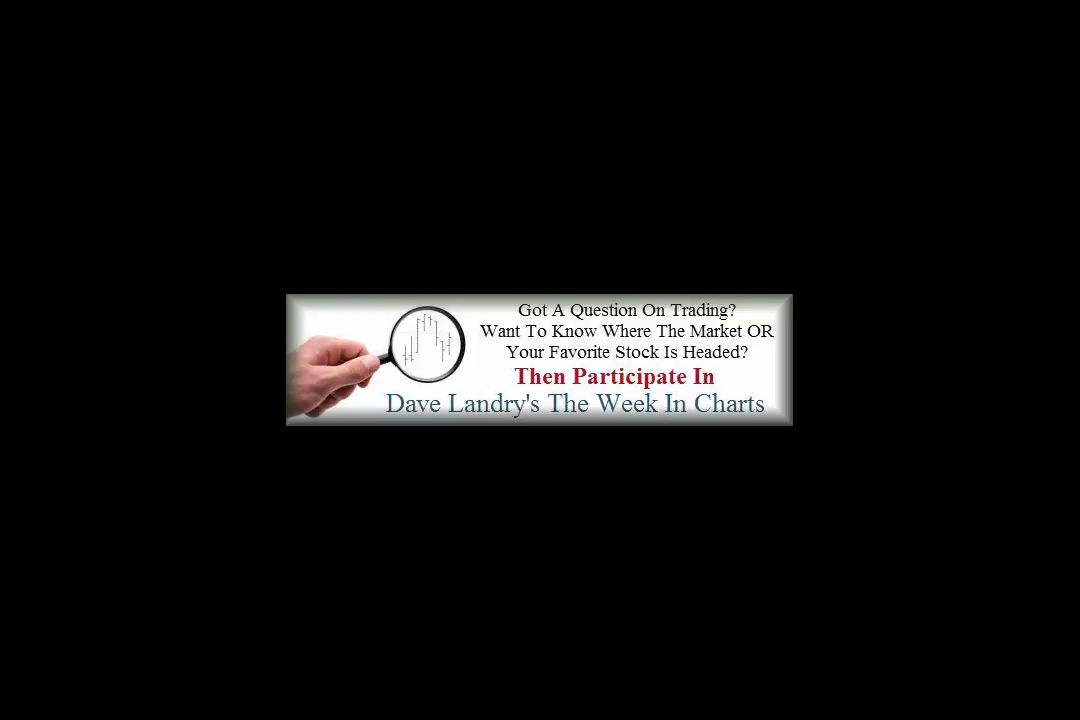 Got A Question On Trading?
Want To Know Where The Market OR
Your Favorite Stock Is Headed?
Then Participate In
Dave Landry's The Week In Charts